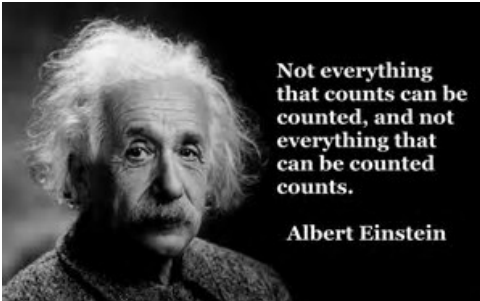 Not everything
that counts can be
counted, and not
everything that
can be counted
counts.
Albert Einstein